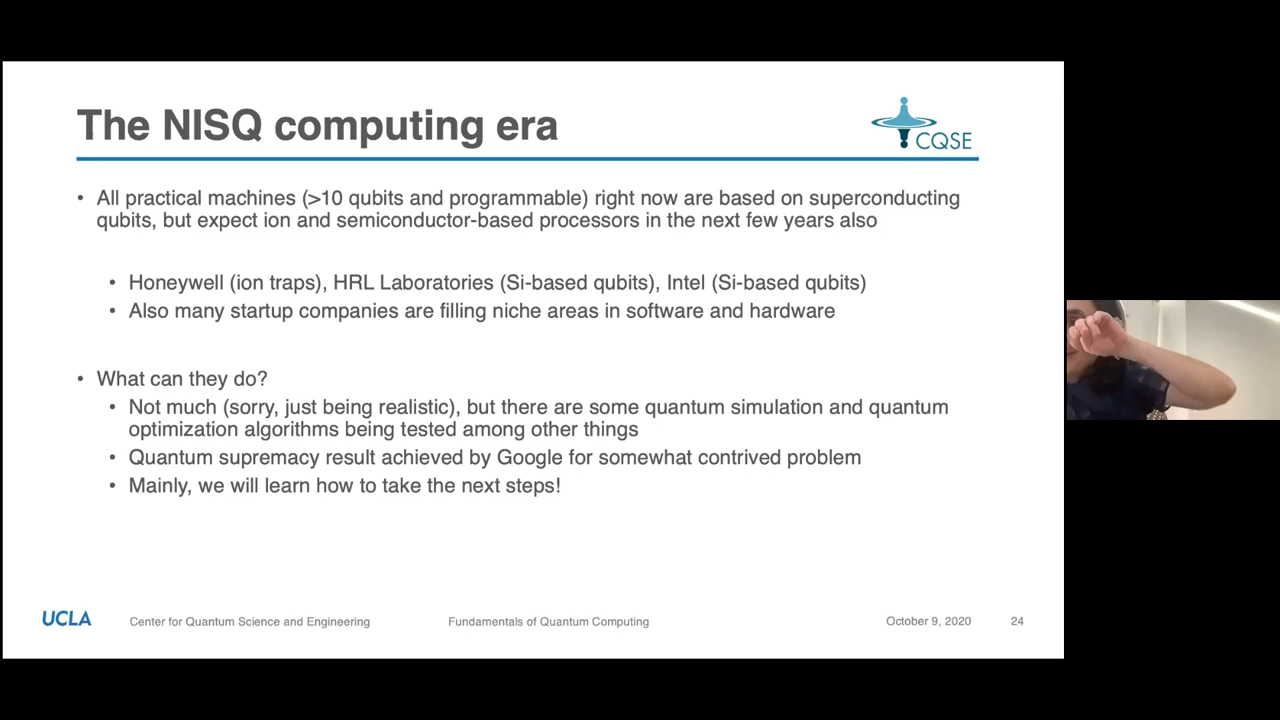 The NISQ computing era
CQSE
• All practical machines (>10 qubits and programmable) right now are based on superconducting
qubits, but expect ion and semiconductor-based processors in the next few years also
• Honeywell (ion traps), HRL Laboratories (Si-based qubits), Intel (Si-based qubits)
• Also many startup companies are filling niche areas in software and hardware
• What can they do?
• Not much (sorry, just being realistic), but there are some quantum simulation and quantum
optimization algorithms being tested among other things
• Quantum supremacy result achieved by Google for somewhat contrived problem
• Mainly, we will learn how to take the next steps!
UCLA Center for Quantum Science and Engineering Fundamentals of Quantum Computing October 9, 2020 24